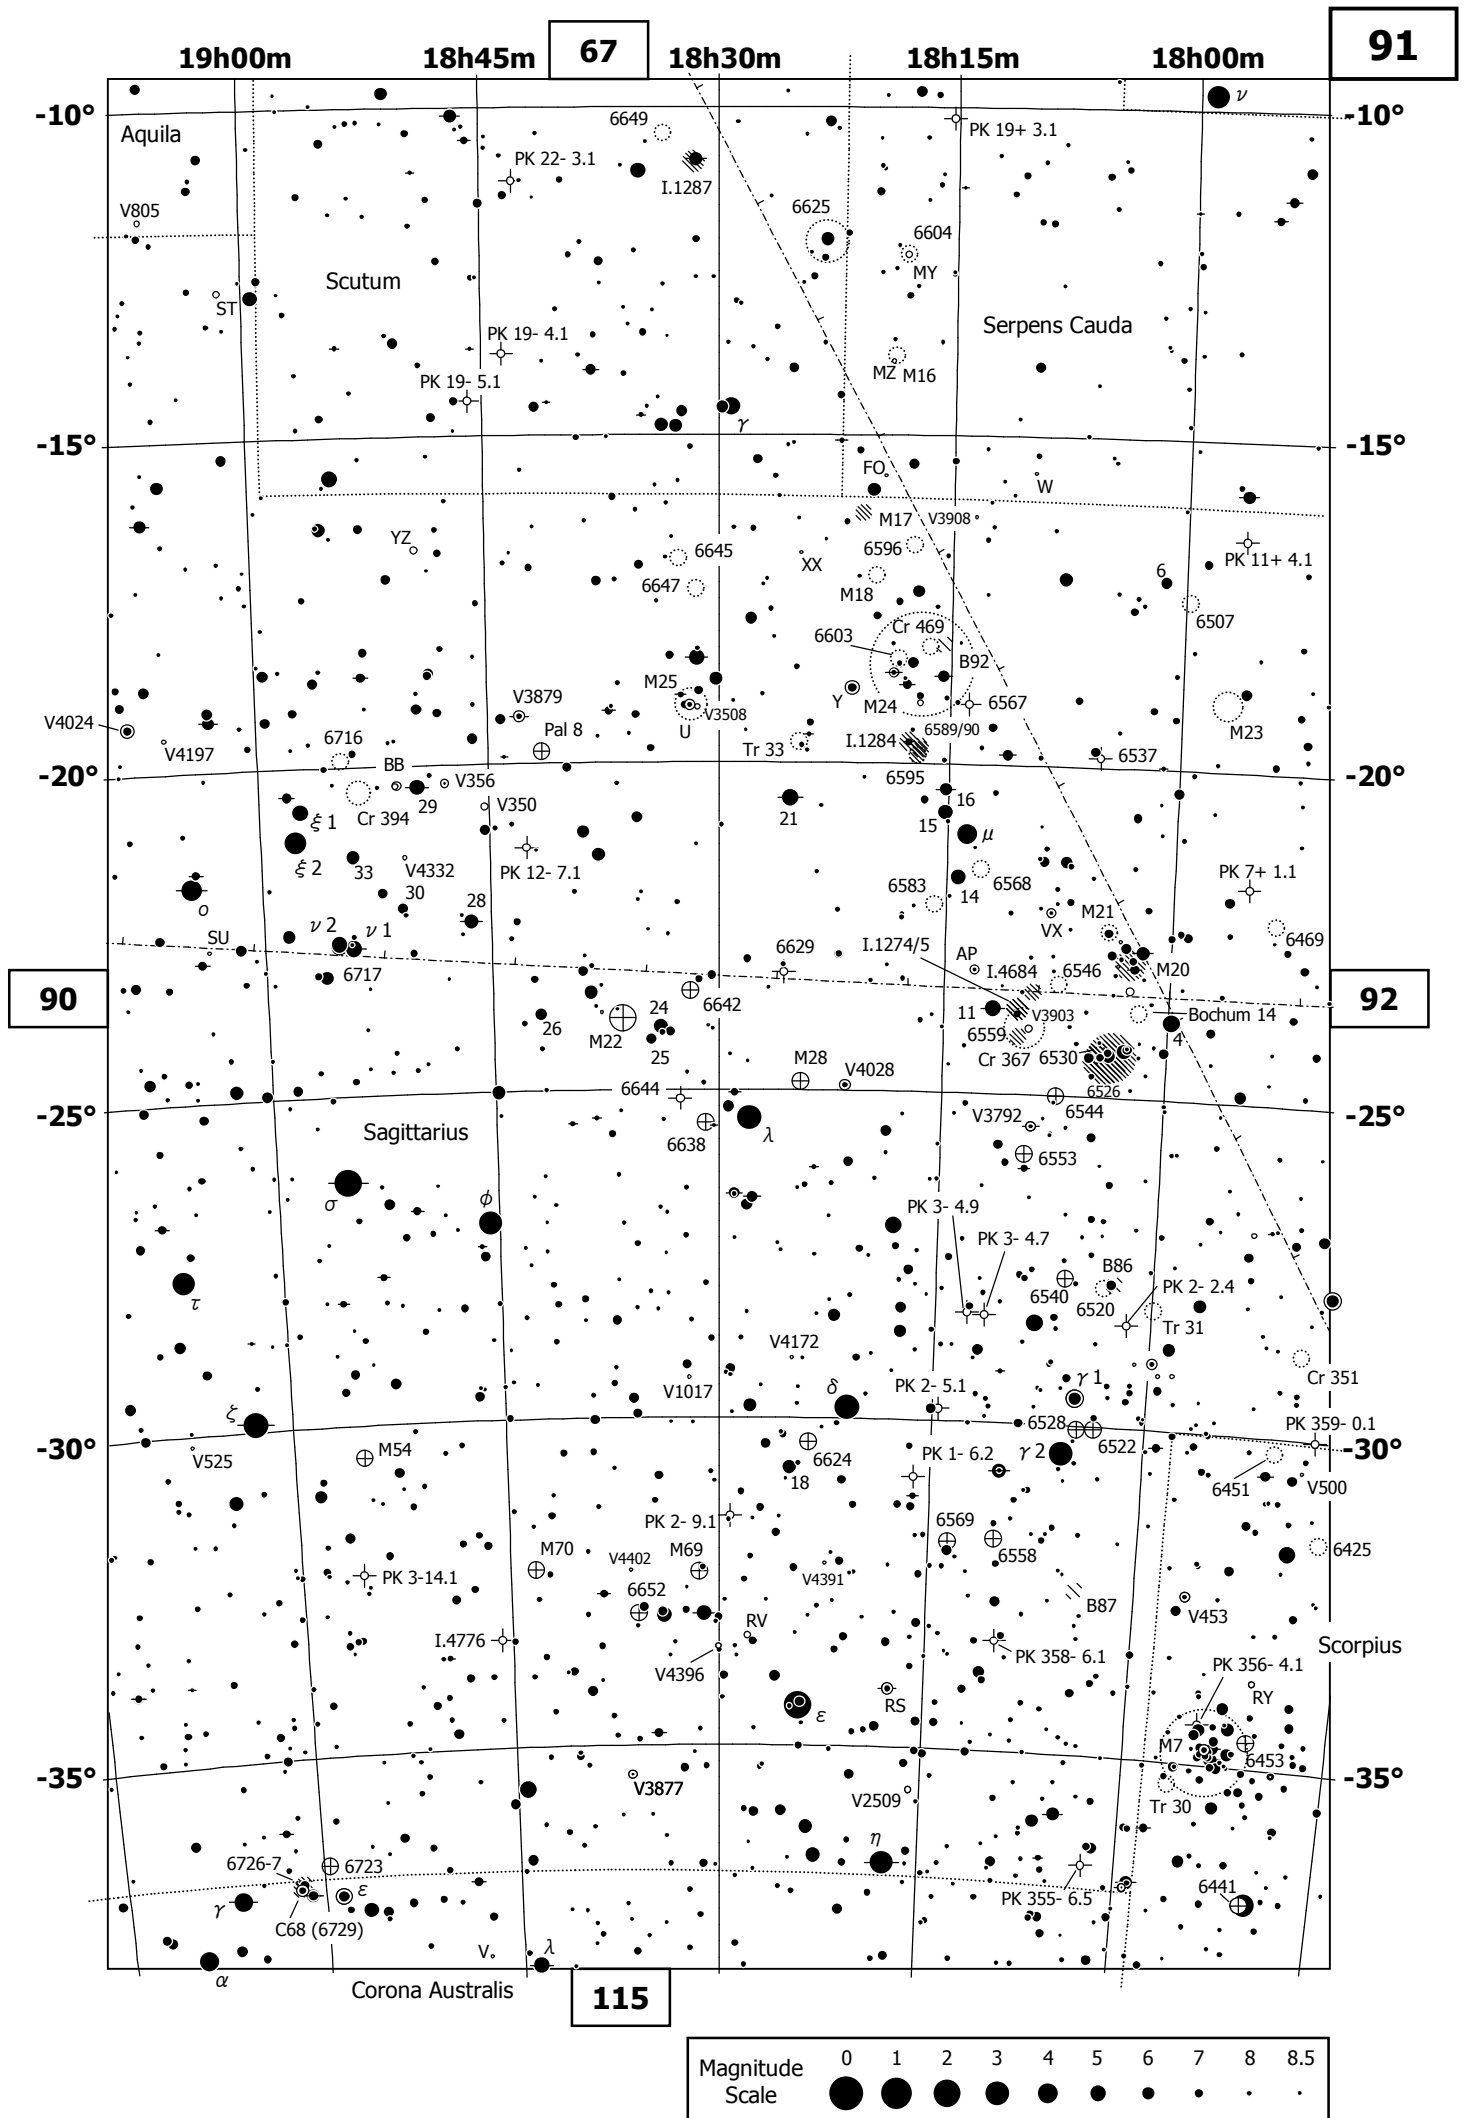 91
67
19h00m 18h45m 18h30m 18h15m 18h00m
-10° -10°
ν
Aquila
6649
PK 19+ 3.1
PK 22- 3.1
I.1287
V805
6625
6604
MY
Scutum
ST
Serpens Cauda
PK 19- 4.1
MZ M16
PK 19- 5.1
γ
-15° -15°
FO
W
M17 V3908
YZ
6645
6596
XX
PK 11+ 4.1
6
6647
M18
6507
Cr 469
6603
B92
M25
V3879
V3508
Y M24
6567
V4024
U
6589/90
M23
V4197
6716
Pal 8
Tr 33
I.1284
6537
BB
-20° -20°
V356
6595
29
16
Cr 394
V350
ξ 1
21
15
μ
ξ 2
33 V4332
PK 12- 7.1
6568
PK 7+ 1.1
30
28
6583
14
ο
ν 2 ν 1
M21
SU
VX
6469
I.1274/5
6629
AP
6717
I.4684 6546
M20
90 92
24
6642
11
V3903
Bochum 14
26
M22
6559
4
25
Cr 367 6530
M28
V4028
6644
6526
6544
-25° -25°
V3792
Sagittarius
λ
6638
6553
σ
φ
PK 3- 4.9
PK 3- 4.7
B86
τ
6540
6520
PK 2- 2.4
Tr 31
V4172
V1017
Cr 351
δ
PK 2- 5.1
γ 1
ζ
6528
PK 359- 0.1
-30° -30°
V525
M54
6624
PK 1- 6.2
γ 2
6522
18
6451
V500
PK 2- 9.1
6569
M70
V4402
M69
6558
6425
PK 3-14.1
V4391
6652
B87
V453
RV
I.4776
Scorpius
V4396
PK 358- 6.1
PK 356- 4.1
RS
RY
ε
M7
6453
-35° -35°
V3877
V2509
Tr 30
η
6726-7
6723
ε
PK 355- 6.5
6441
γ
C68 (6729)
V
λ
α
Corona Australis
115
Magnitude
Scale
0 1 2 3 4 5 6 7 8 8.5